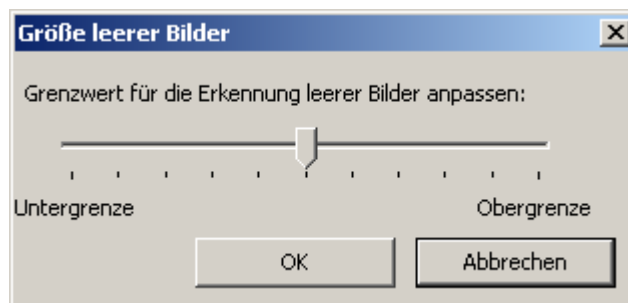 Größe leerer Bilder
Grenzwert für die Erkennung leerer Bilder anpassen:
Untergrenze Obergrenze
OK Abbrechen